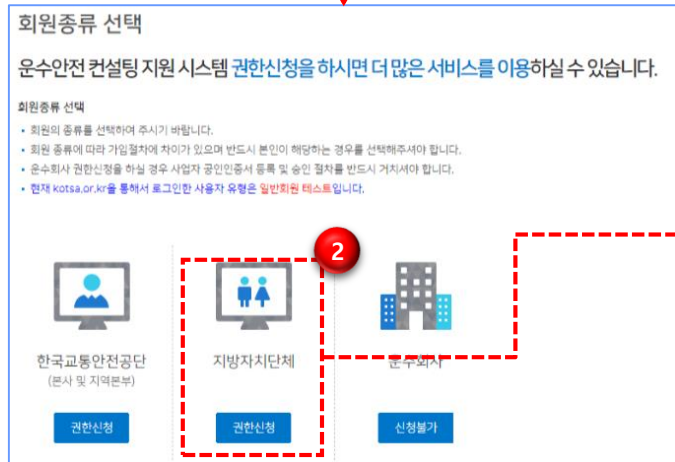 회원종류 선택
운수안전 컨설팅 지원 시스템 권한신청을 하시면 더 많은 서비스를 이용하실 수 있습니다.
회원종류 선택
• 회원의 종류를 선택하여 주시기 바랍니다.
• 회원 종류에 따라 가입절차에 차이가 있으며 반드시 본인이 해당하는 경우를 선택해주셔야 합니다.
• 운수회사 권한신청을 하실 경우 사업자 공인인증서 등록 및 승인 절차를 반드시 거치셔야 합니다.
• 현재 kotsa.or.kr을 통해서 로그인한 사용자 유형은 일반회원 테스트입니다.
2
한국교통안전공단 지방자치단체 운수회사
(본사 및 지역본부)
권한신청 권한신청 신청불가